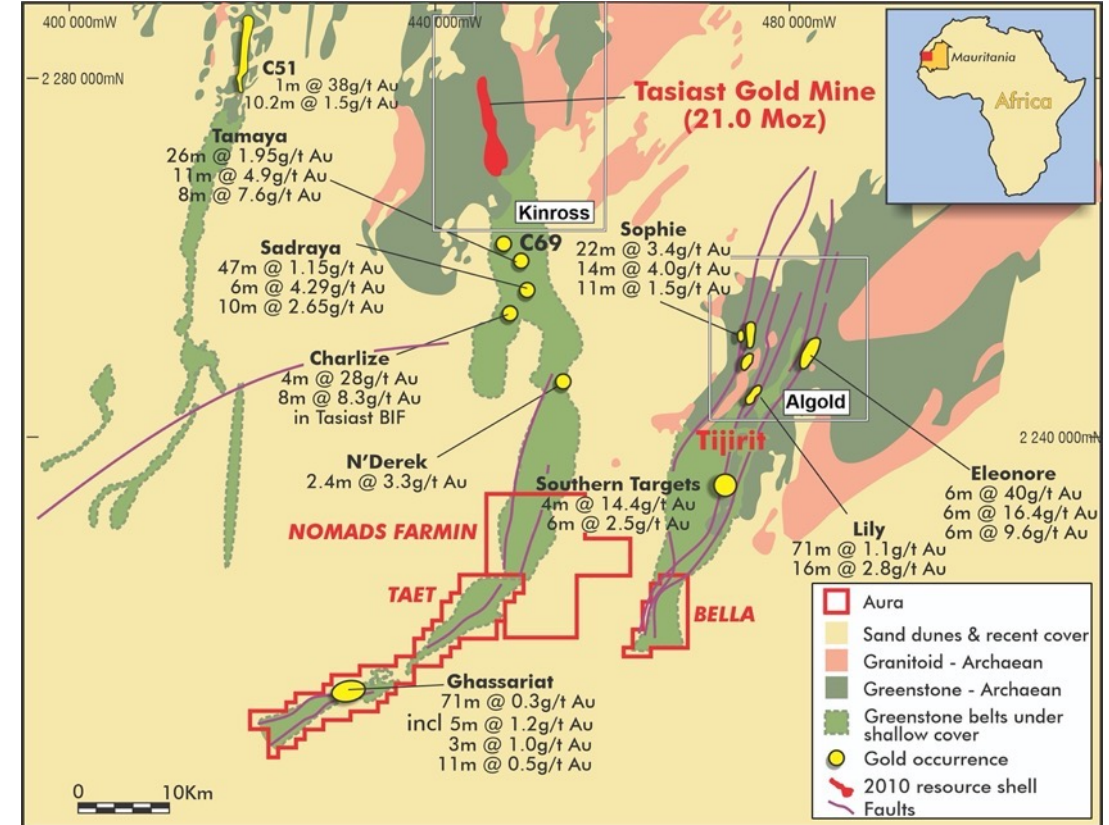 400 000mW
440 000mW
480 000mW
2 280 000mN
C51
1m @ 38g/t Au
10.2m @ 1.5g/t Au
Tasiast Gold Mine
(21.0 Moz)
Mauritania
Africa
Tamaya
26m @ 1.95g/t Au
11m @ 4.9g/t Au
8m @ 7.6g/t Au
Kinross
C69
Sophie
22m @ 3.4g/t Au
14m @ 4.0g/t Au
11m @ 1.5g/t Au
Sadraya
47m @ 1.15g/t Au
6m @ 4.29g/t Au
10m @ 2.65g/t Au
Charlize
4m @ 28g/t Au
8m @ 8.3g/t Au
in Tasiast BIF
Algold
Tijirit
2 240 000mN
N'Derek
2.4m @ 3.3g/t Au
Southern Targets
4m @ 14.4g/t Au
6m @ 2.5g/t Au
Eleonore
6m @ 40g/t Au
6m @ 16.4g/t Au
6m @ 9.6g/t Au
Lily
71m @ 1.1g/t Au
16m @ 2.8g/t Au
NOMADS FARMIN
TAET
BELLA
Ghassariat
71m @ 0.3g/t Au
incl 5m @ 1.2g/t Au
3m @ 1.0g/t Au
11m @ 0.5g/t Au
Aura
Sand dunes & recent cover
Granitoid - Archaean
Greenstone - Archaean
Greenstone belts under
shallow cover
Gold occurrence
2010 resource shell
Faults
0
10Km